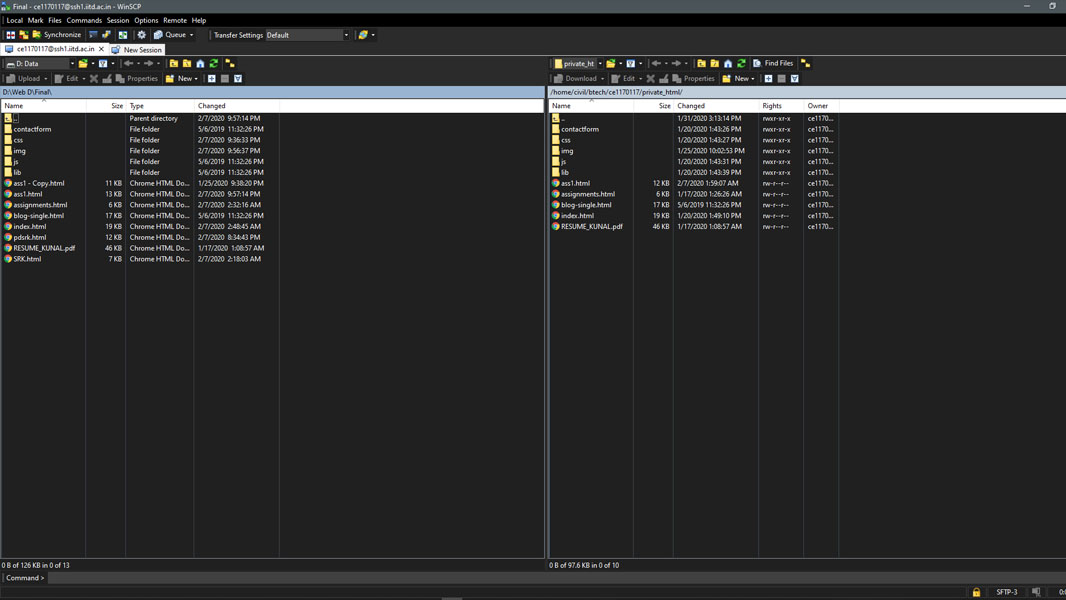 Final - ce1170117@ssh1.iitd.ac.in - WinSCP
Local Mark Files Commands Session Options Remote Help
Synchronize Queue Transfer Settings Default
ce1170117@ssh1.iitd.ac.in New Session
D: Data
Upload Edit Properties New
D:\Web D\Final\
Name Size Type Changed
.. Parent directory 2/7/2020 9:57:14 PM
contactform File folder 5/6/2019 11:32:26 PM
css File folder 2/7/2020 9:36:33 PM
img File folder 5/6/2019 11:32:26 PM
js File folder 2/7/2020 9:56:37 PM
lib File folder 5/6/2019 11:32:26 PM
ass1 - Copy.html 11 KB Chrome HTML Do... 1/25/2020 9:38:20 PM
ass1.html 13 KB Chrome HTML Do... 2/7/2020 9:57:14 PM
assignments.html 6 KB Chrome HTML Do... 2/7/2020 2:32:16 AM
blog-single.html 17 KB Chrome HTML Do... 5/6/2019 11:32:26 PM
index.html 19 KB Chrome HTML Do... 2/7/2020 2:48:45 AM
pdsrk.html 12 KB Chrome HTML Do... 2/7/2020 8:34:43 PM
RESUME_KUNAL.pdf 46 KB Chrome HTML Do... 1/17/2020 1:08:57 AM
SRK.html 7 KB Chrome HTML Do... 2/7/2020 2:18:03 AM
0 B of 126 KB in 0 of 13
private_ht Find Files
Download Edit Properties New
/home/civil/btech/ce1170117/private_html/
Name Size Changed Rights Owner
.. 1/31/2020 3:13:14 PM rwxr-xr-x ce1170...
contactform 1/20/2020 1:43:26 PM rwxr-xr-x ce1170...
css 1/20/2020 1:43:27 PM rwxr-xr-x ce1170...
img 1/25/2020 10:02:53 PM rwxr-xr-x ce1170...
js 1/20/2020 1:43:31 PM rwxr-xr-x ce1170...
lib 1/20/2020 1:43:39 PM rwxr-xr-x ce1170...
ass1.html 12 KB 2/7/2020 1:59:07 AM rw-r--r-- ce1170...
assignments.html 6 KB 1/17/2020 1:26:26 AM rw-r--r-- ce1170...
blog-single.html 17 KB 5/6/2019 11:32:26 PM rw-r--r-- ce1170...
index.html 19 KB 1/20/2020 1:49:10 PM rw-r--r-- ce1170...
RESUME_KUNAL.pdf 46 KB 1/17/2020 1:08:57 AM rw-r--r-- ce1170...
0 B of 97.6 KB in 0 of 10
Command >
SFTP-3